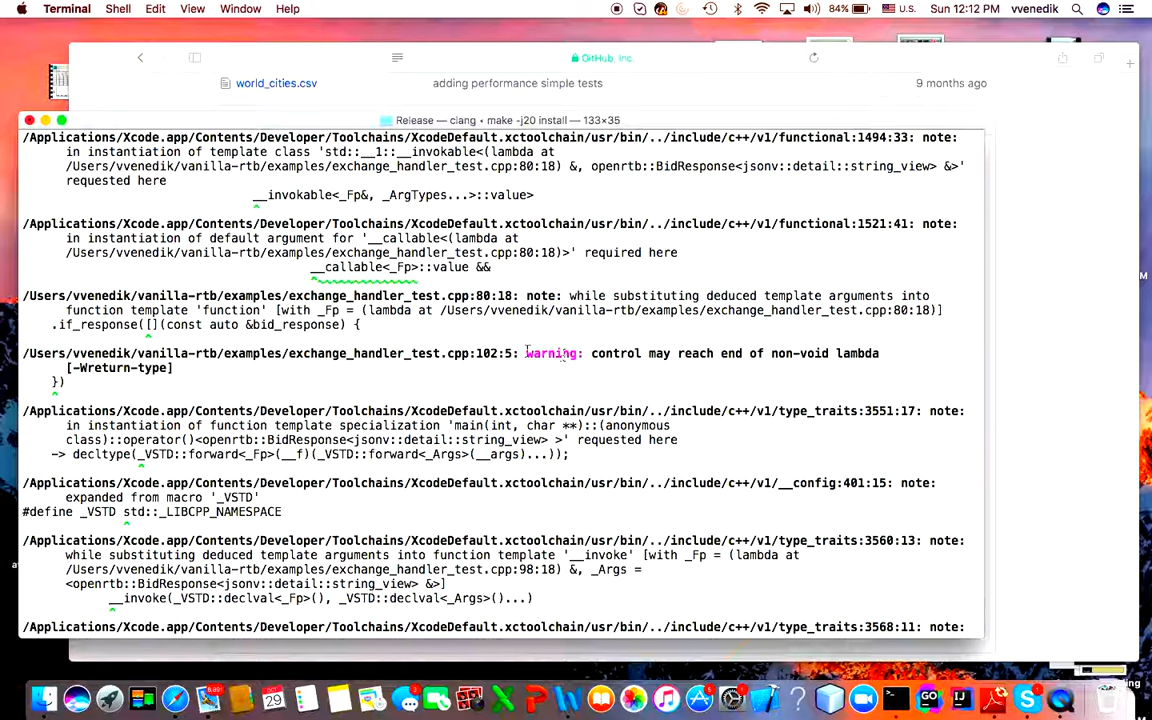 Terminal Shell Edit View Window Help 84% U.S. Sun 12:12 PM vvenedik
GitHub, Inc.
world_cities.csv adding performance simple tests 9 months ago
Release — clang ◂ make -j20 install — 133×35
/Applications/Xcode.app/Contents/Developer/Toolchains/XcodeDefault.xctoolchain/usr/bin/../include/c++/v1/functional:1494:33: note:
in instantiation of template class 'std::__1::__invokable<(lambda at
/Users/vvenedik/vanilla-rtb/examples/exchange_handler_test.cpp:80:18) &, openrtb::BidResponse<jsonv::detail::string_view> &>'
requested here
__invokable<_Fp&, _ArgTypes...>::value>
^
/Applications/Xcode.app/Contents/Developer/Toolchains/XcodeDefault.xctoolchain/usr/bin/../include/c++/v1/functional:1521:41: note:
in instantiation of default argument for '__callable<(lambda at
/Users/vvenedik/vanilla-rtb/examples/exchange_handler_test.cpp:80:18)>' required here
__callable<_Fp>::value &&
^~~~~~~~~~~~~~~
/Users/vvenedik/vanilla-rtb/examples/exchange_handler_test.cpp:80:18: note: while substituting deduced template arguments into
function template 'function' [with _Fp = (lambda at /Users/vvenedik/vanilla-rtb/examples/exchange_handler_test.cpp:80:18)]
.if_response([](const auto &bid_response) {
^
/Users/vvenedik/vanilla-rtb/examples/exchange_handler_test.cpp:102:5: warning: control may reach end of non-void lambda
[-Wreturn-type]
})
^
/Applications/Xcode.app/Contents/Developer/Toolchains/XcodeDefault.xctoolchain/usr/bin/../include/c++/v1/type_traits:3551:17: note:
in instantiation of function template specialization 'main(int, char **)::(anonymous
class)::operator()<openrtb::BidResponse<jsonv::detail::string_view> >' requested here
-> decltype(_VSTD::forward<_Fp>(__f)(_VSTD::forward<_Args>(__args)...));
^
/Applications/Xcode.app/Contents/Developer/Toolchains/XcodeDefault.xctoolchain/usr/bin/../include/c++/v1/__config:401:15: note:
expanded from macro '_VSTD'
#define _VSTD std::_LIBCPP_NAMESPACE
^
/Applications/Xcode.app/Contents/Developer/Toolchains/XcodeDefault.xctoolchain/usr/bin/../include/c++/v1/type_traits:3560:13: note:
while substituting deduced template arguments into function template '__invoke' [with _Fp = (lambda at
/Users/vvenedik/vanilla-rtb/examples/exchange_handler_test.cpp:98:18) &, _Args =
<openrtb::BidResponse<jsonv::detail::string_view> &>]
__invoke(_VSTD::declval<_Fp>(), _VSTD::declval<_Args>()...)
^
/Applications/Xcode.app/Contents/Developer/Toolchains/XcodeDefault.xctoolchain/usr/bin/../include/c++/v1/type_traits:3568:11: note: